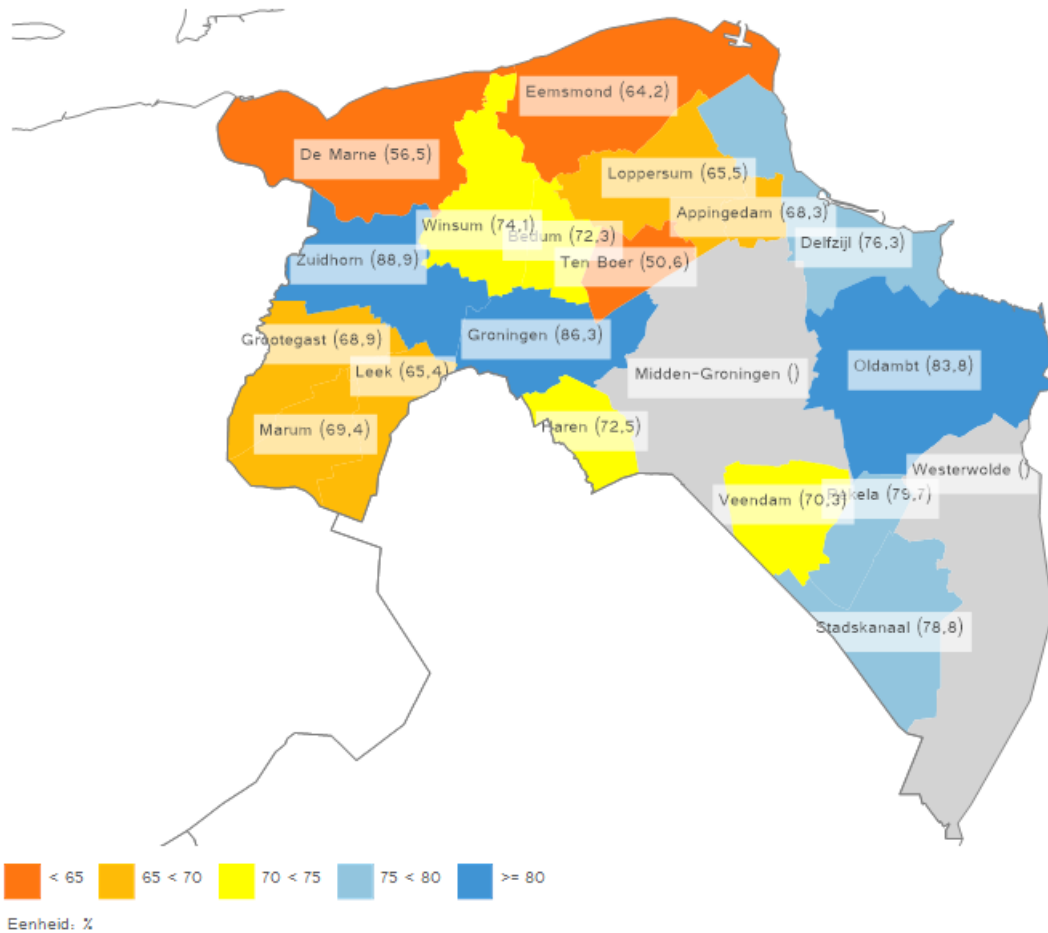 Eemsmond (64,2)
De Marne (56,5)
Loppersum (65,5)
Appingedam (68,3)
Winsum (74,1)
Bedum (72,3)
Delfzijl (76,3)
Zuidhorn (88,9)
Ten Boer (50,6)
Groningen (86,3)
Grootegast (68,9)
Oldambt (83,8)
Leek (65,4)
Midden-Groningen ()
Marum (69,4)
Haren (72,5)
Westerwolde ()
Pekela (79,7)
Veendam (70,3)
Stadskanaal (78,8)
< 65 65 < 70 70 < 75 75 < 80 >= 80
Eenheid: %